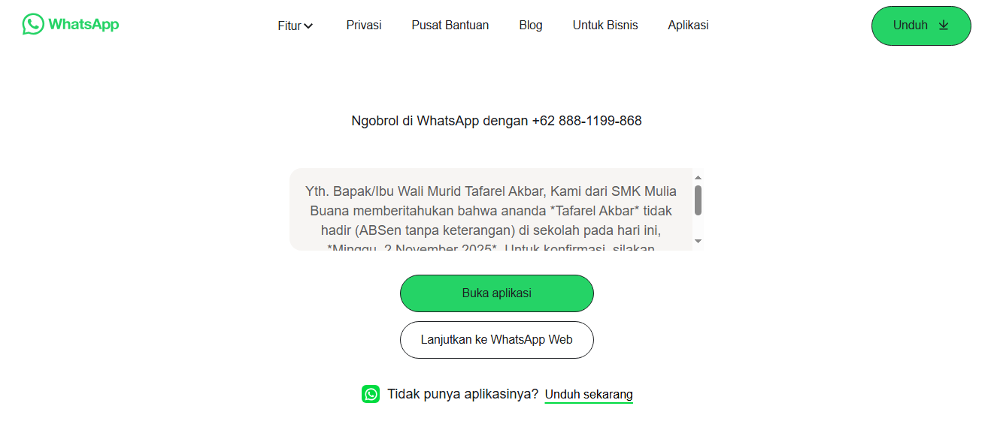 WhatsApp
Fitur Privasi Pusat Bantuan Blog Untuk Bisnis Aplikasi Unduh
Ngobrol di WhatsApp dengan +62 888-1199-868
Yth. Bapak/Ibu Wali Murid Tafarel Akbar, Kami dari SMK Mulia
Buana memberitahukan bahwa ananda *Tafarel Akbar* tidak
hadir (ABSen tanpa keterangan) di sekolah pada hari ini,
*Minggu, 2 November 2025*. Untuk konfirmasi, silakan
Buka aplikasi
Lanjutkan ke WhatsApp Web
Tidak punya aplikasinya? Unduh sekarang